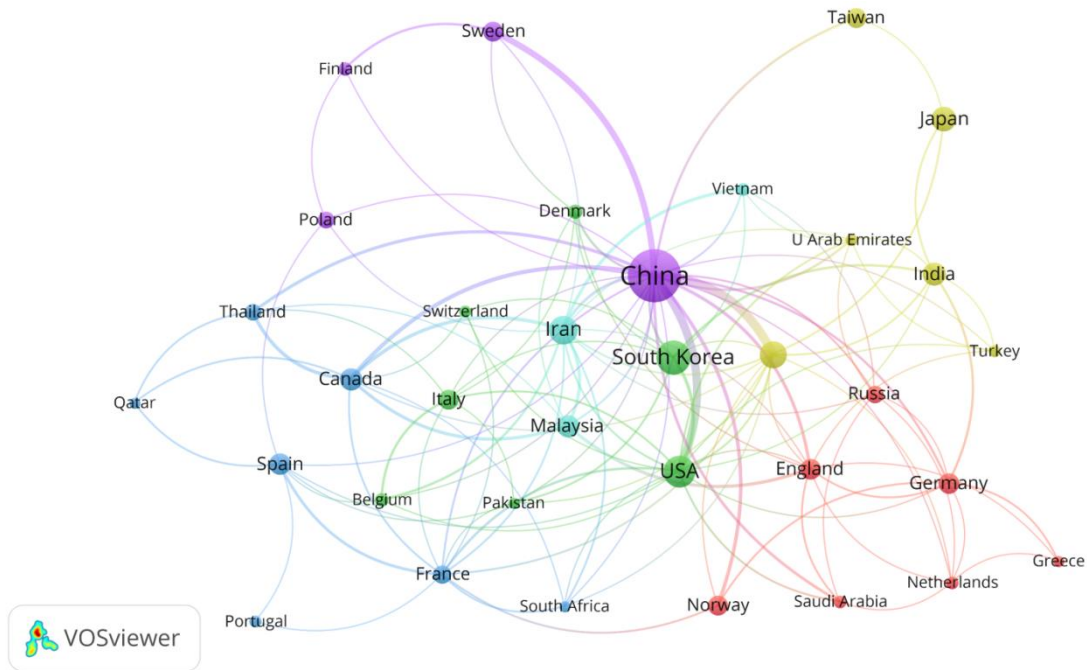 Taiwan
Sweden
Finland
Japan
Vietnam
Denmark
Poland
U Arab Emirates
China
India
Thailand
Switzerland
Iran
South Korea
Turkey
Canada
Russia
Qatar
Italy
Malaysia
Spain
USA
England
Germany
Belgium
Pakistan
Greece
France
Netherlands
South Africa
Norway
Saudi Arabia
Portugal
VOSviewer